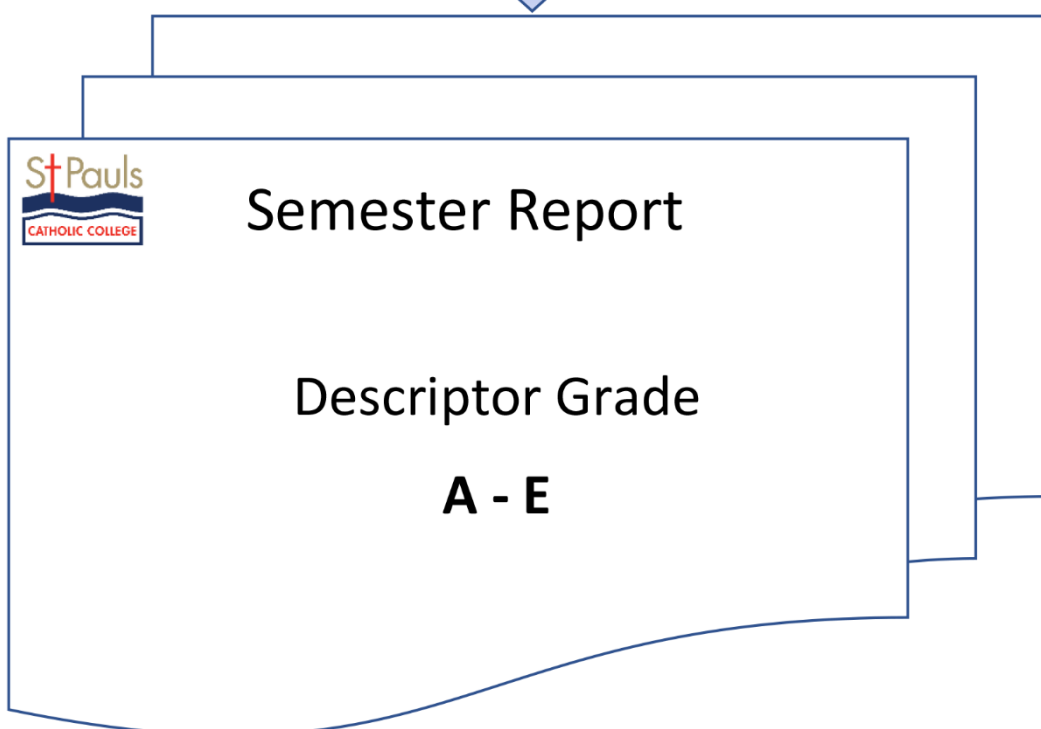 St Pauls
CATHOLIC COLLEGE
Semester Report
Descriptor Grade
A - E